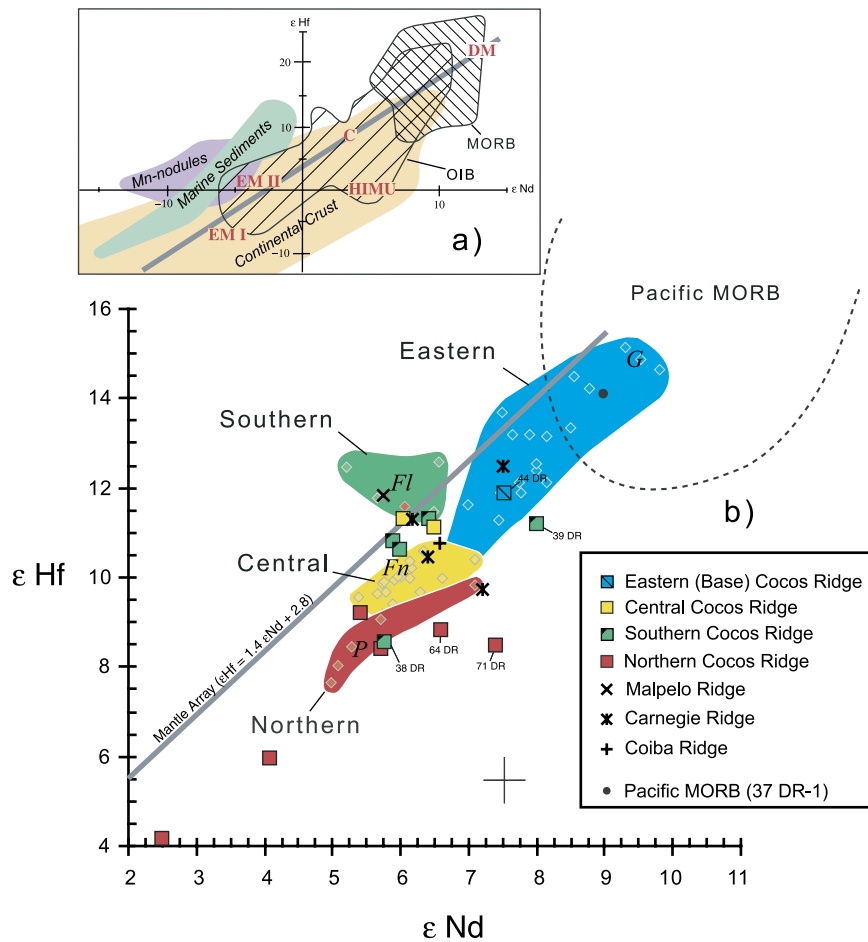 ε Hf
20
10
-10
10
-10
ε Nd
DM
C
EM II
HIMU
EM I
MORB
OIB
Mn-nodules
Marine Sediments
Continental Crust
a)
Pacific MORB
Eastern
G
Southern
Fl
44 DR
39 DR
b)
Central
Fn
P
38 DR
64 DR
71 DR
Northern
Mantle Array (εHf = 1.4 εNd + 2.8)
16
14
12
10
8
6
4
ε Hf
2
3
4
5
6
7
8
9
10
11
ε Nd
Eastern (Base) Cocos Ridge
Central Cocos Ridge
Southern Cocos Ridge
Northern Cocos Ridge
Malpelo Ridge
Carnegie Ridge
Coiba Ridge
Pacific MORB (37 DR-1)